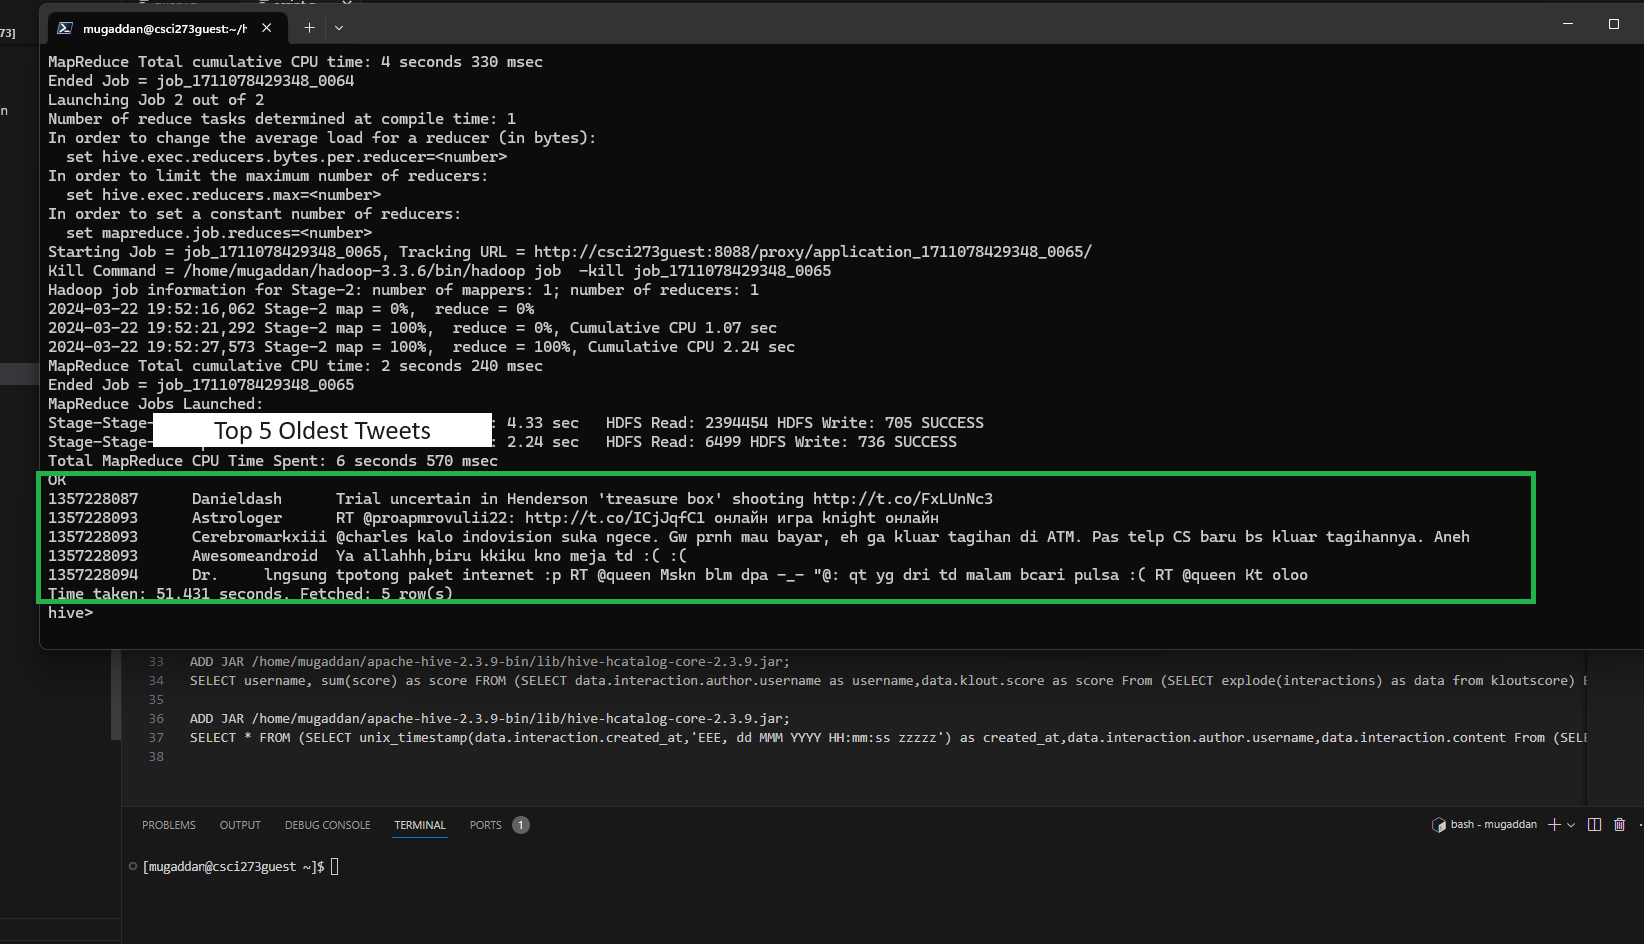 73]
mugaddan@csci273guest:~/h
MapReduce Total cumulative CPU time: 4 seconds 330 msec
Ended Job = job_1711078429348_0064
Launching Job 2 out of 2
Number of reduce tasks determined at compile time: 1
In order to change the average load for a reducer (in bytes):
set hive.exec.reducers.bytes.per.reducer=<number>
In order to limit the maximum number of reducers:
set hive.exec.reducers.max=<number>
In order to set a constant number of reducers:
set mapreduce.job.reduces=<number>
Starting Job = job_1711078429348_0065, Tracking URL = http://csci273guest:8088/proxy/application_1711078429348_0065/
Kill Command = /home/mugaddan/hadoop-3.3.6/bin/hadoop job  -kill job_1711078429348_0065
Hadoop job information for Stage-2: number of mappers: 1; number of reducers: 1
2024-03-22 19:52:16,062 Stage-2 map = 0%,  reduce = 0%
2024-03-22 19:52:21,292 Stage-2 map = 100%,  reduce = 0%, Cumulative CPU 1.07 sec
2024-03-22 19:52:27,573 Stage-2 map = 100%,  reduce = 100%, Cumulative CPU 2.24 sec
MapReduce Total cumulative CPU time: 2 seconds 240 msec
Ended Job = job_1711078429348_0065
MapReduce Jobs Launched:
Stage-Stage- : 4.33 sec   HDFS Read: 2394454 HDFS Write: 705 SUCCESS
Top 5 Oldest Tweets
Stage-Stage- : 2.24 sec   HDFS Read: 6499 HDFS Write: 736 SUCCESS
Total MapReduce CPU Time Spent: 6 seconds 570 msec
OK
1357228087      Danieldash      Trial uncertain in Henderson 'treasure box' shooting http://t.co/FxLUnNc3
1357228093      Astrologer      RT @proapmrovulii22: http://t.co/ICjJqfC1 онлайн игра knight онлайн
1357228093      Cerebromarkxiii @charles kalo indovision suka ngece. Gw prnh mau bayar, eh ga kluar tagihan di ATM. Pas telp CS baru bs kluar tagihannya. Aneh
1357228093      Awesomeandroid  Ya allahhh,biru kkiku kno meja td :( :(
1357228094      Dr.     lngsung tpotong paket internet :p RT @queen Mskn blm dpa -_- "@: qt yg dri td malam bcari pulsa :( RT @queen Kt oloo
Time taken: 51.431 seconds, Fetched: 5 row(s)
hive>
33 ADD JAR /home/mugaddan/apache-hive-2.3.9-bin/lib/hive-hcatalog-core-2.3.9.jar;
34 SELECT username, sum(score) as score FROM (SELECT data.interaction.author.username as username,data.klout.score as score From (SELECT explode(interactions) as data from kloutscore)
35
36 ADD JAR /home/mugaddan/apache-hive-2.3.9-bin/lib/hive-hcatalog-core-2.3.9.jar;
37 SELECT * FROM (SELECT unix_timestamp(data.interaction.created_at,'EEE, dd MMM YYYY HH:mm:ss zzzzz') as created_at,data.interaction.author.username,data.interaction.content From (SELE
38
PROBLEMS OUTPUT DEBUG CONSOLE TERMINAL PORTS 1
bash - mugaddan
[mugaddan@csci273guest ~]$